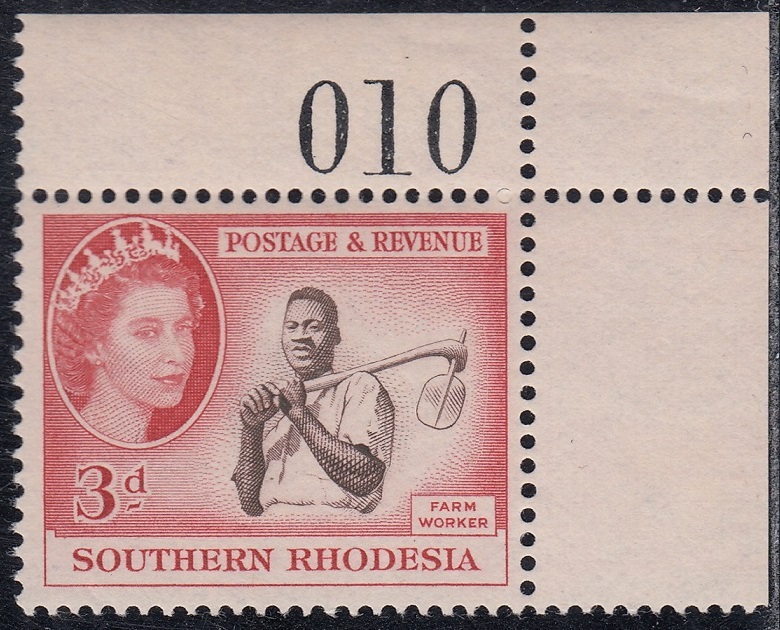 010
POSTAGE & REVENUE
3d
FARM
WORKER
SOUTHERN RHODESIA